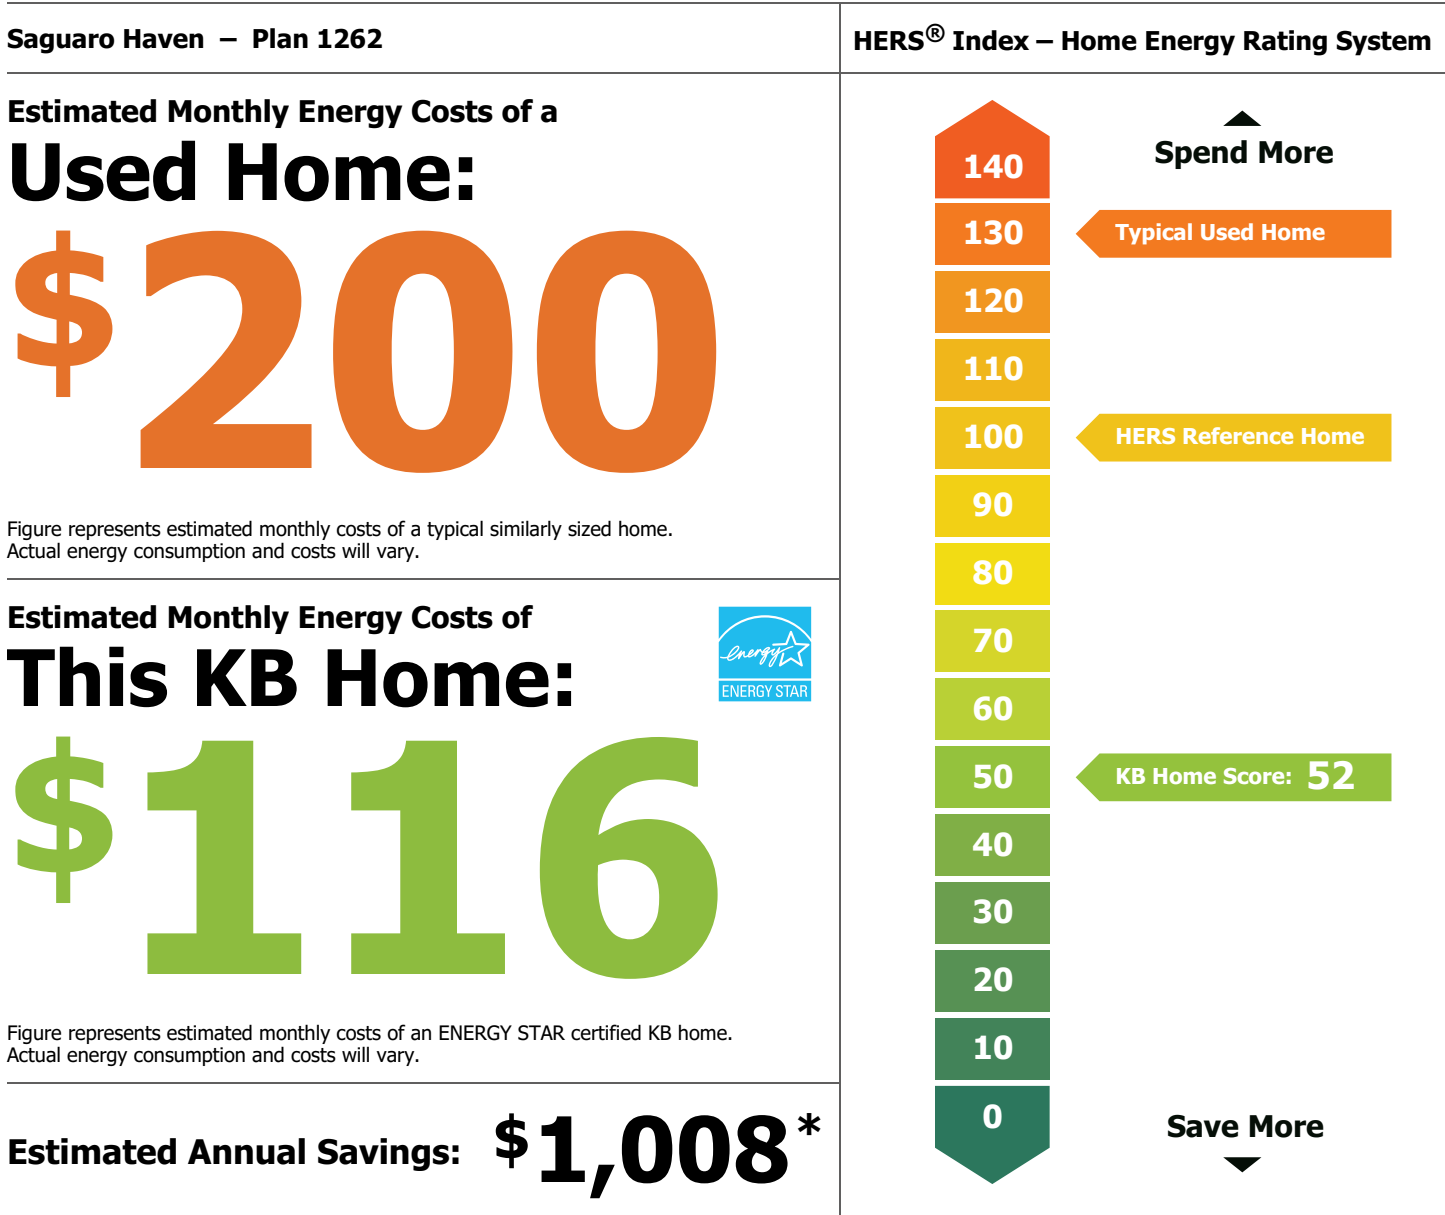 Saguaro Haven – Plan 1262
Estimated Monthly Energy Costs of a
Used Home:
$200
Figure represents estimated monthly costs of a typical similarly sized home.
Actual energy consumption and costs will vary.
Estimated Monthly Energy Costs of
This KB Home:
energy
ENERGY STAR
$116
Figure represents estimated monthly costs of an ENERGY STAR certified KB home.
Actual energy consumption and costs will vary.
Estimated Annual Savings: $1,008*
HERS® Index – Home Energy Rating System
Spend More
140
130 Typical Used Home
120
110
100 HERS Reference Home
90
80
70
60
50 KB Home Score: 52
40
30
20
10
0
Save More